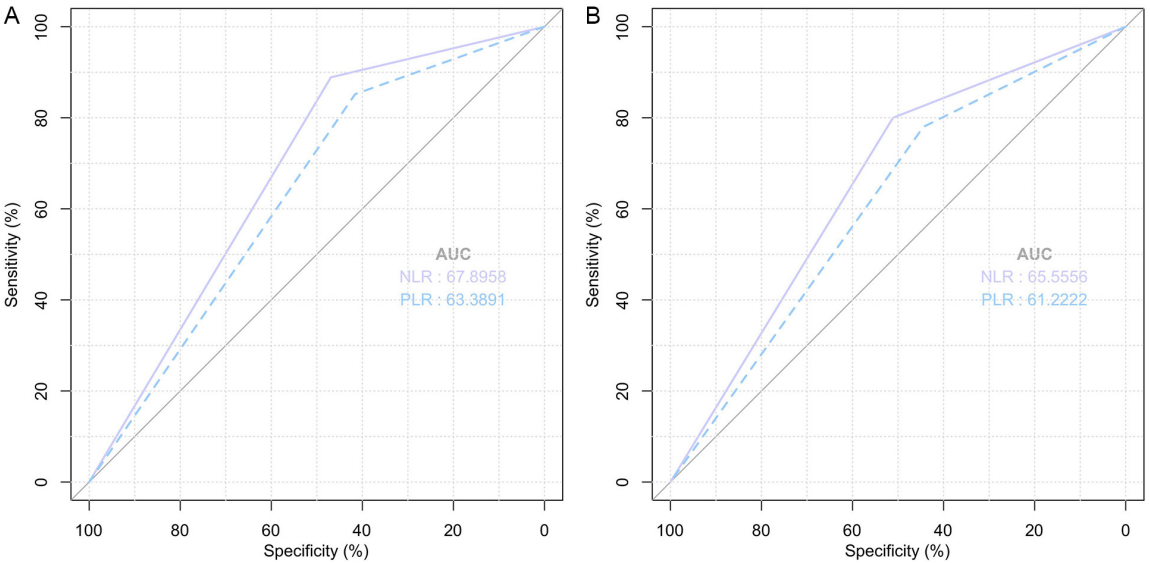 A
Sensitivity (%)
100
80
60
40
20
0
AUC
NLR : 67.8958
PLR : 63.3891
100 80 60 40 20 0
Specificity (%)
B
Sensitivity (%)
100
80
60
40
20
0
AUC
NLR : 65.5556
PLR : 61.2222
100 80 60 40 20 0
Specificity (%)